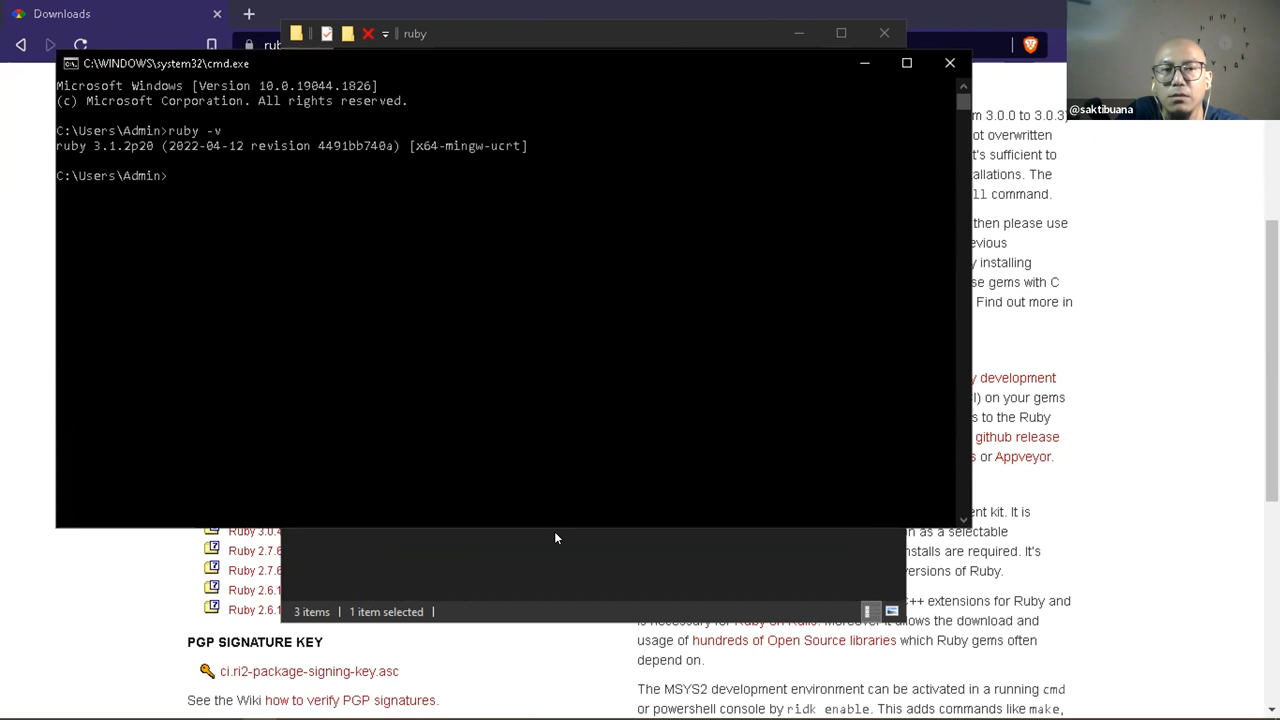 Downloads
ruby
rub
C:\WINDOWS\system32\cmd.exe
Microsoft Windows [Version 10.0.19044.1826]
(c) Microsoft Corporation. All rights reserved.
C:\Users\Admin>ruby -v
ruby 3.1.2p20 (2022-04-12 revision 4491bb740a) [x64-mingw-ucrt]
C:\Users\Admin>
@saktibuana
m 3.0.0 to 3.0.3)
ot overwritten
t's sufficient to
tallations. The
ll command.
then please use
evious
y installing
se gems with C
Find out more in
y development
I) on your gems
s to the Ruby
github release
s or Appveyor.
ent kit. It is
n as a selectable
nstalls are required. It's
versions of Ruby.
C++ extensions for Ruby and
is necessary for Ruby on Rails. Moreover it allows the download and
usage of hundreds of Open Source libraries which Ruby gems often
depend on.
The MSYS2 development environment can be activated in a running cmd
or powershell console by ridk enable. This adds commands like make,
Ruby 3.0.4
Ruby 2.7.6
Ruby 2.7.6
Ruby 2.6.1
Ruby 2.6.1
3 items
1 item selected
PGP SIGNATURE KEY
ci.ri2-package-signing-key.asc
See the Wiki how to verify PGP signatures.